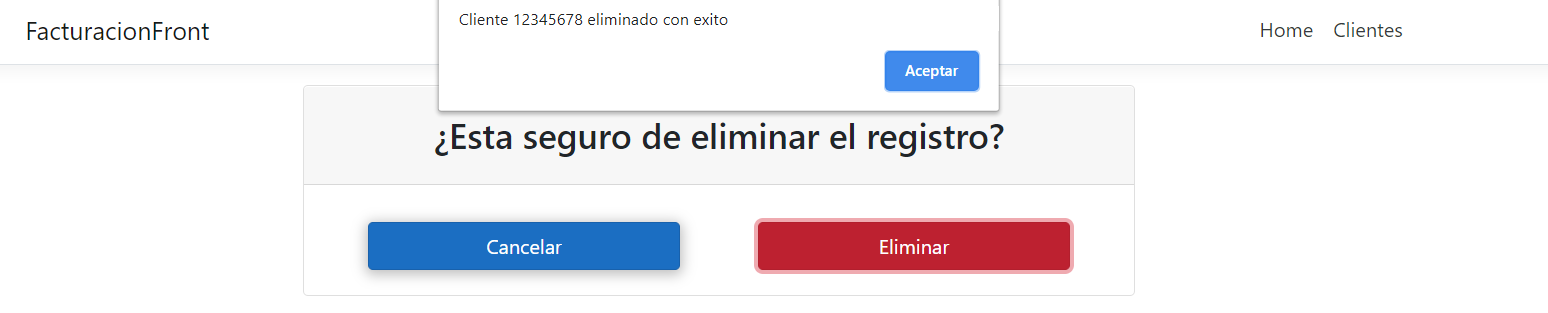 Cliente 12345678 eliminado con exito
Aceptar
FacturacionFront
Home
Clientes
¿Esta seguro de eliminar el registro?
Cancelar
Eliminar